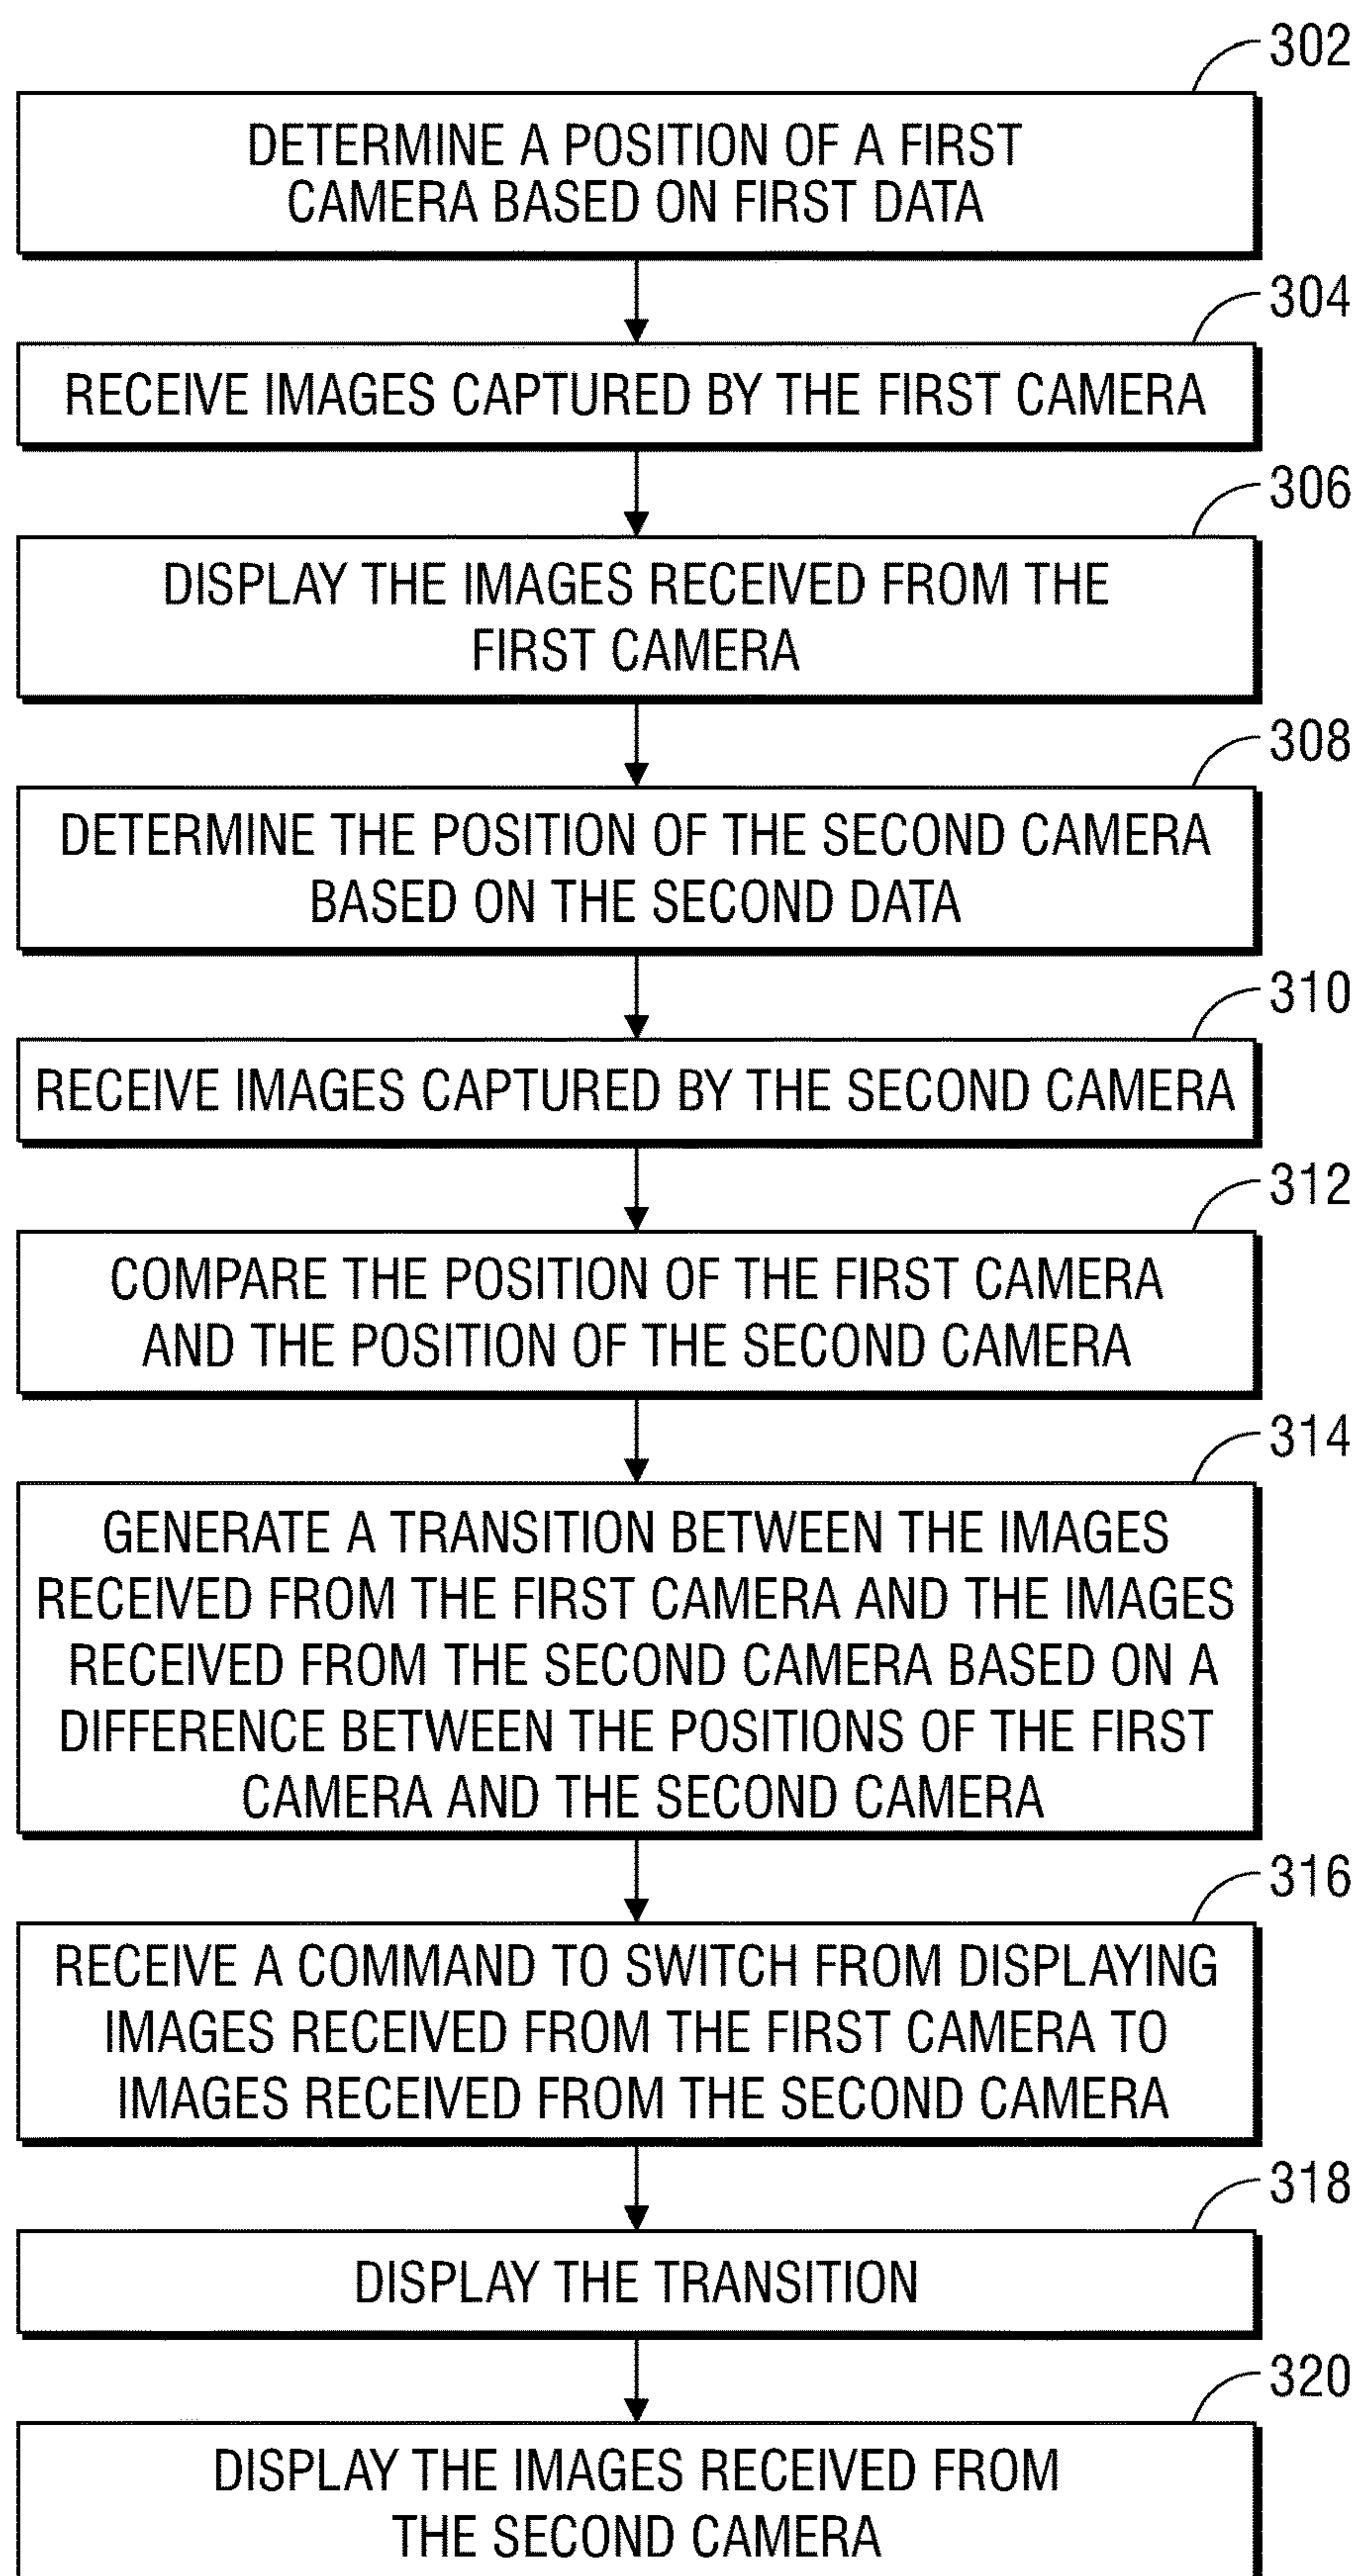 302
DETERMINE A POSITION OF A FIRST
CAMERA BASED ON FIRST DATA
304
RECEIVE IMAGES CAPTURED BY THE FIRST CAMERA
306
DISPLAY THE IMAGES RECEIVED FROM THE
FIRST CAMERA
308
DETERMINE THE POSITION OF THE SECOND CAMERA
BASED ON THE SECOND DATA
310
RECEIVE IMAGES CAPTURED BY THE SECOND CAMERA
312
COMPARE THE POSITION OF THE FIRST CAMERA
AND THE POSITION OF THE SECOND CAMERA
314
GENERATE A TRANSITION BETWEEN THE IMAGES
RECEIVED FROM THE FIRST CAMERA AND THE IMAGES
RECEIVED FROM THE SECOND CAMERA BASED ON A
DIFFERENCE BETWEEN THE POSITIONS OF THE FIRST
CAMERA AND THE SECOND CAMERA
316
RECEIVE A COMMAND TO SWITCH FROM DISPLAYING
IMAGES RECEIVED FROM THE FIRST CAMERA TO
IMAGES RECEIVED FROM THE SECOND CAMERA
318
DISPLAY THE TRANSITION
320
DISPLAY THE IMAGES RECEIVED FROM
THE SECOND CAMERA